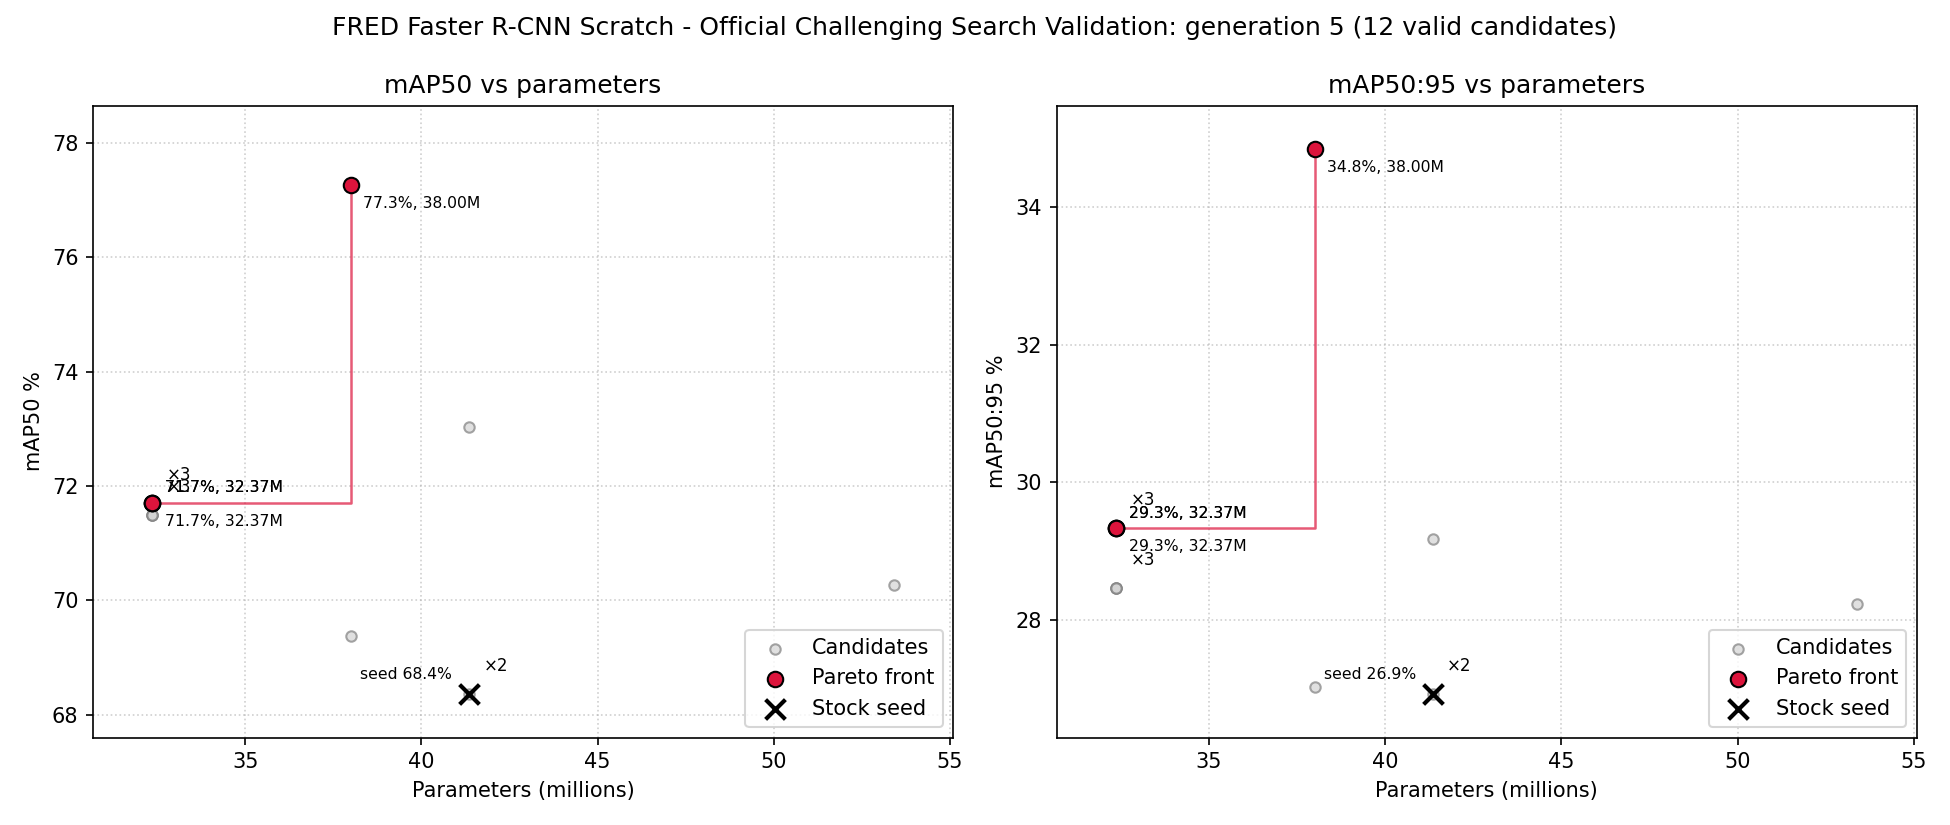 FRED Faster R-CNN Scratch - Official Challenging Search Validation: generation 5 (12 valid candidates)
mAP50 vs parameters
mAP50 %
78
76
74
72
70
68
77.3%, 38.00M
×3
×3
71.7%, 32.37M
71.7%, 32.37M
seed 68.4%
×2
Candidates
Pareto front
Stock seed
35
40
45
50
55
Parameters (millions)
mAP50:95 vs parameters
mAP50:95 %
34
32
30
28
34.8%, 38.00M
×3
29.3%, 32.37M
29.3%, 32.37M
×3
seed 26.9%
×2
Candidates
Pareto front
Stock seed
35
40
45
50
55
Parameters (millions)